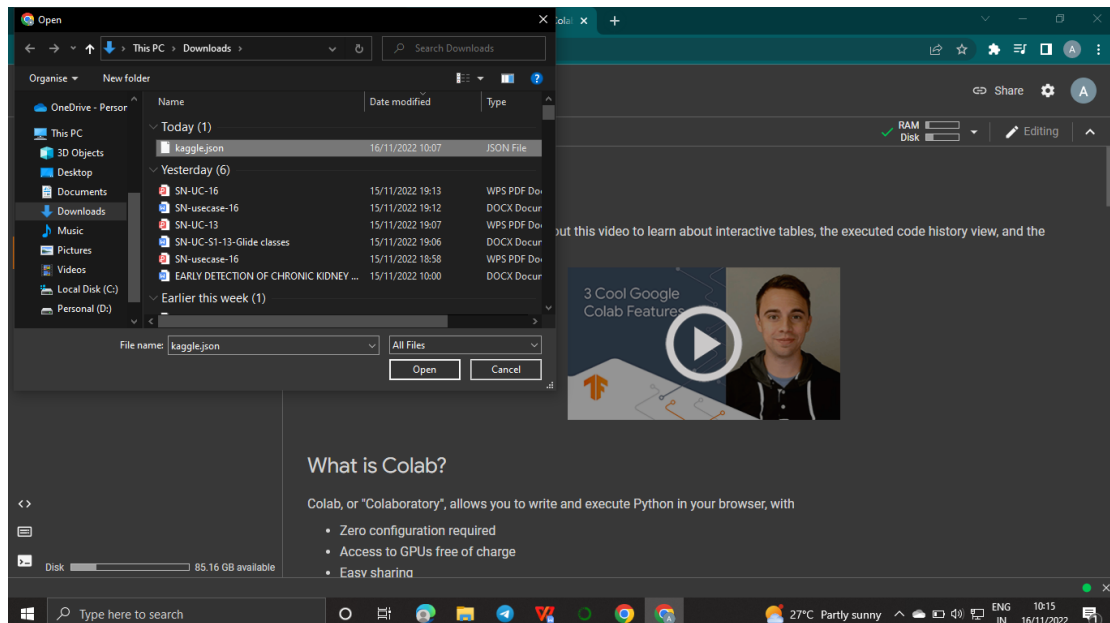 Open
Colab
This PC > Downloads >
Search Downloads
Organise
New folder
OneDrive - Person
This PC
3D Objects
Desktop
Documents
Downloads
Music
Pictures
Videos
Local Disk (C:)
Personal (D:)
Name Date modified Type
Today (1)
kaggle.json 16/11/2022 10:07 JSON File
Yesterday (6)
SN-UC-16 15/11/2022 19:13 WPS PDF Do
SN-usecase-16 15/11/2022 19:12 DOCX Docur
SN-UC-13 15/11/2022 19:07 WPS PDF Do
SN-UC-S1-13-Glide classes 15/11/2022 19:06 DOCX Docur
SN-usecase-16 15/11/2022 18:58 WPS PDF Do
EARLY DETECTION OF CHRONIC KIDNEY ... 15/11/2022 10:00 DOCX Docur
Earlier this week (1)
File name: kaggle.json All Files
Open Cancel
A
Share A
RAM
Disk
Editing
out this video to learn about interactive tables, the executed code history view, and the
3 Cool Google
Colab Features
What is Colab?
Colab, or "Colaboratory", allows you to write and execute Python in your browser, with
• Zero configuration required
• Access to GPUs free of charge
• Easy sharing
Disk 85.16 GB available
Type here to search
27°C Partly sunny
ENG
IN
10:15
16/11/2022